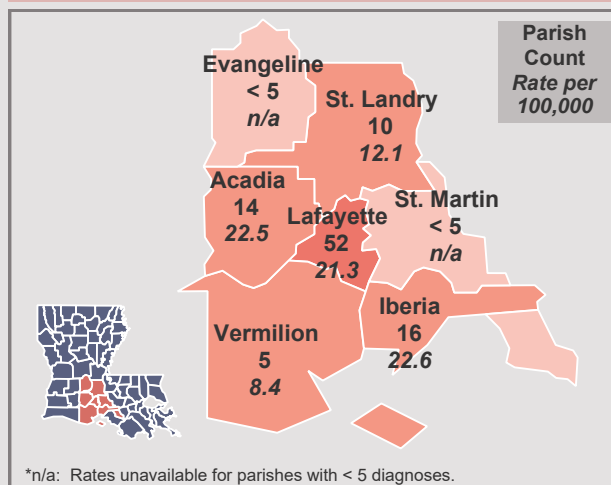 Parish
Count
Rate per
100,000
Evangeline
< 5
n/a
St. Landry
10
12.1
Acadia
14
22.5
Lafayette
52
21.3
St. Martin
< 5
n/a
Vermilion
5
8.4
Iberia
16
22.6
*n/a: Rates unavailable for parishes with < 5 diagnoses.